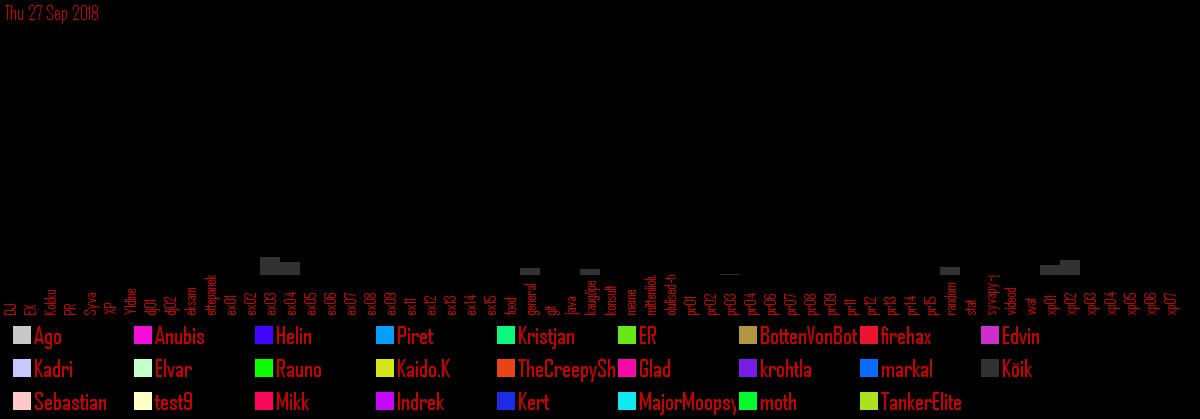 Thu 27 Sep 2018
DJ EX Kokku PR Syva XP Yldine dj01 dj02 eksam ettepanek ex01 ex02 ex03 ex04 ex05 ex06 ex07 ex08 ex09 ex11 ex12 ex13 ex14 ex15 food general git java kaugõpe konsult meme mitteriiold. olulised-h pr01 pr02 pr03 pr04 pr06 pr07 pr08 pr09 pr11 pr12 pr13 pr14 pr15 random stat syvapy-t videod wat xp01 xp02 xp03 xp04 xp05 xp06 xp07
Ago Anubis Helin Piret Kristjan ER BottenVonBot firehax Edvin
Kadri Elvar Rauno Kaido.K TheCreepySh Glad krohtla markal Kõik
Sebastian test9 Mikk Indrek Kert MajorMoopsy moth TankerElite